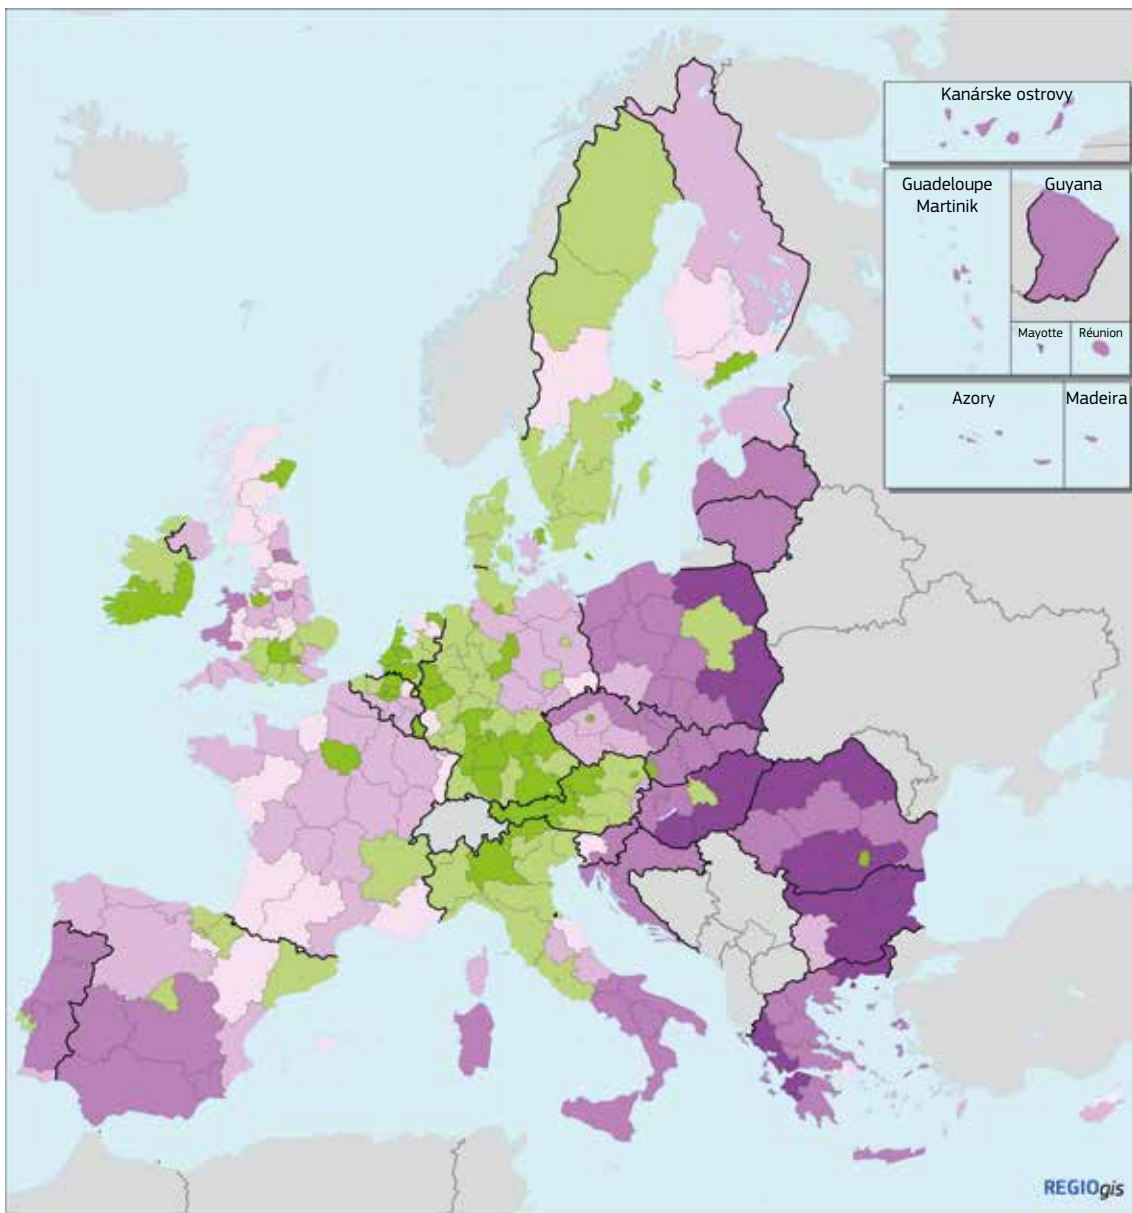 Kanárske ostrovy
Guadeloupe
Martinik
Guyana
Mayotte
Réunion
Azory
Madeira
REGIOgis